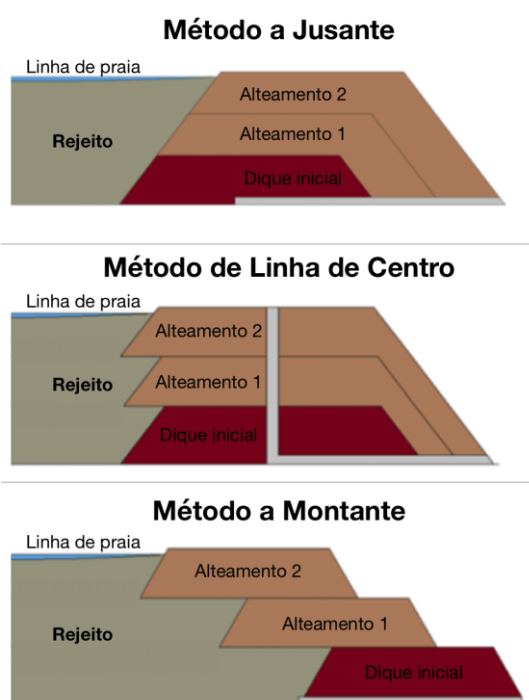 Método a Jusante
Linha de praia
Alteamento 2
Alteamento 1
Rejeito
Dique inicial
Método de Linha de Centro
Linha de praia
Alteamento 2
Alteamento 1
Rejeito
Dique inicial
Método a Montante
Linha de praia
Alteamento 2
Alteamento 1
Rejeito
Dique inicial